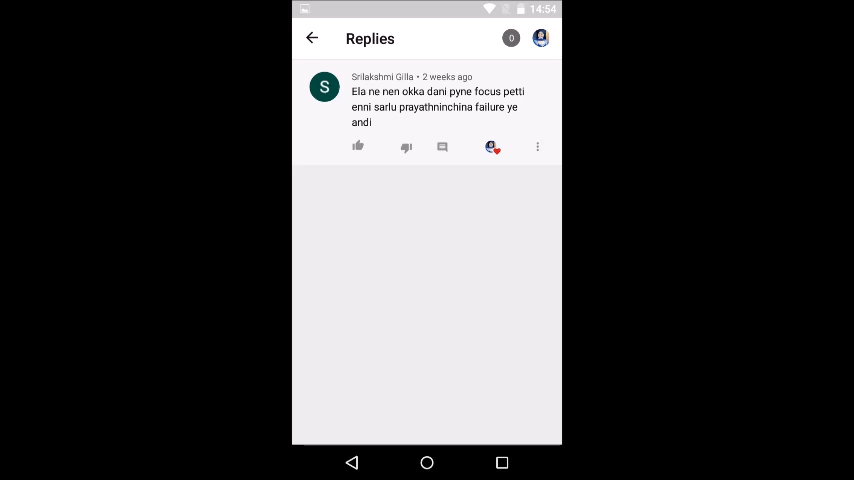 14:54
Replies
0
S
Srilakshmi Gilla • 2 weeks ago
Ela ne nen okka dani pyne focus petti
enni sarlu prayathninchina failure ye
andi